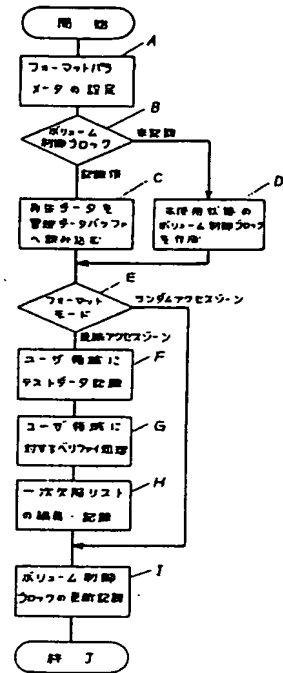 開始
A
フォーマットパラ
メータの設定
B
ボリューム
制御ブロック
未記録
記録済
C
D
再生データを
管理データバッファ
へ読み込む
未使用状態の
ボリューム制御ブロック
を作成
E
フォーマット
モード
ランダムアクセスゾーン
追加アクセスゾーン
F
ユーザ領域に
テストデータ記録
G
ユーザ領域に
対するベリファイ処理
H
一次欠陥リスト
の編集・記録
I
ボリューム制御
ブロックの更新記録
終了